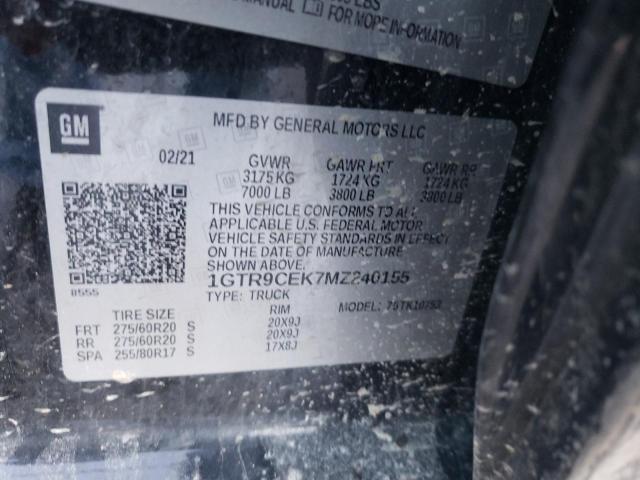 LBS
MANUAL FOR MORE INFORMATION
GM
MFD BY GENERAL MOTORS LLC
02/21 GVWR GAWR FRT GAWR RR
3175 KG 1724 KG 1724 KG
7000 LB 3800 LB 3800 LB
THIS VEHICLE CONFORMS TO ALL
APPLICABLE U.S. FEDERAL MOTOR
VEHICLE SAFETY STANDARDS IN EFFECT
ON THE DATE OF MANUFACTURE
SHOWN ABOVE.
8555 1GTR9CEK7MZ240155
TYPE: TRUCK MODEL:
TIRE SIZE RIM
FRT 275/60R20 S 20X9J
RR 275/60R20 S 20X9J
SPA 255/80R17 S 17X8J